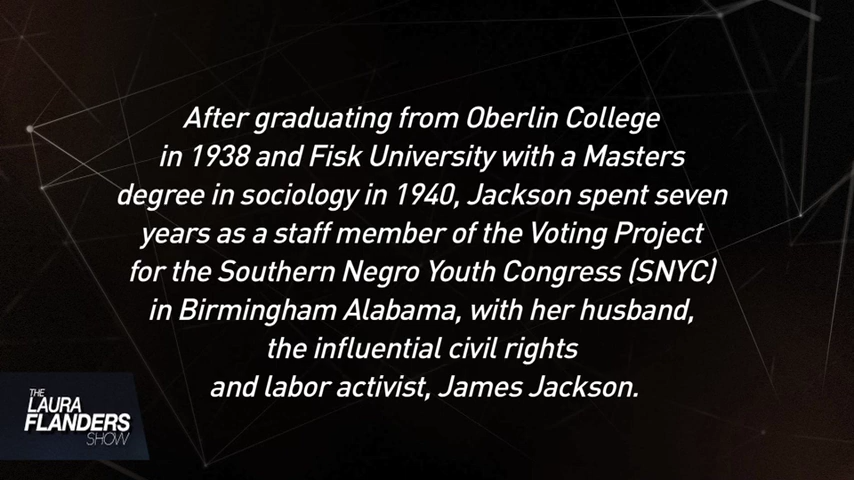 After graduating from Oberlin College
in 1938 and Fisk University with a Masters
degree in sociology in 1940, Jackson spent seven
years as a staff member of the Voting Project
for the Southern Negro Youth Congress (SNYC)
in Birmingham Alabama, with her husband,
the influential civil rights
and labor activist, James Jackson.
THE
LAURA
FLANDERS
SHOW